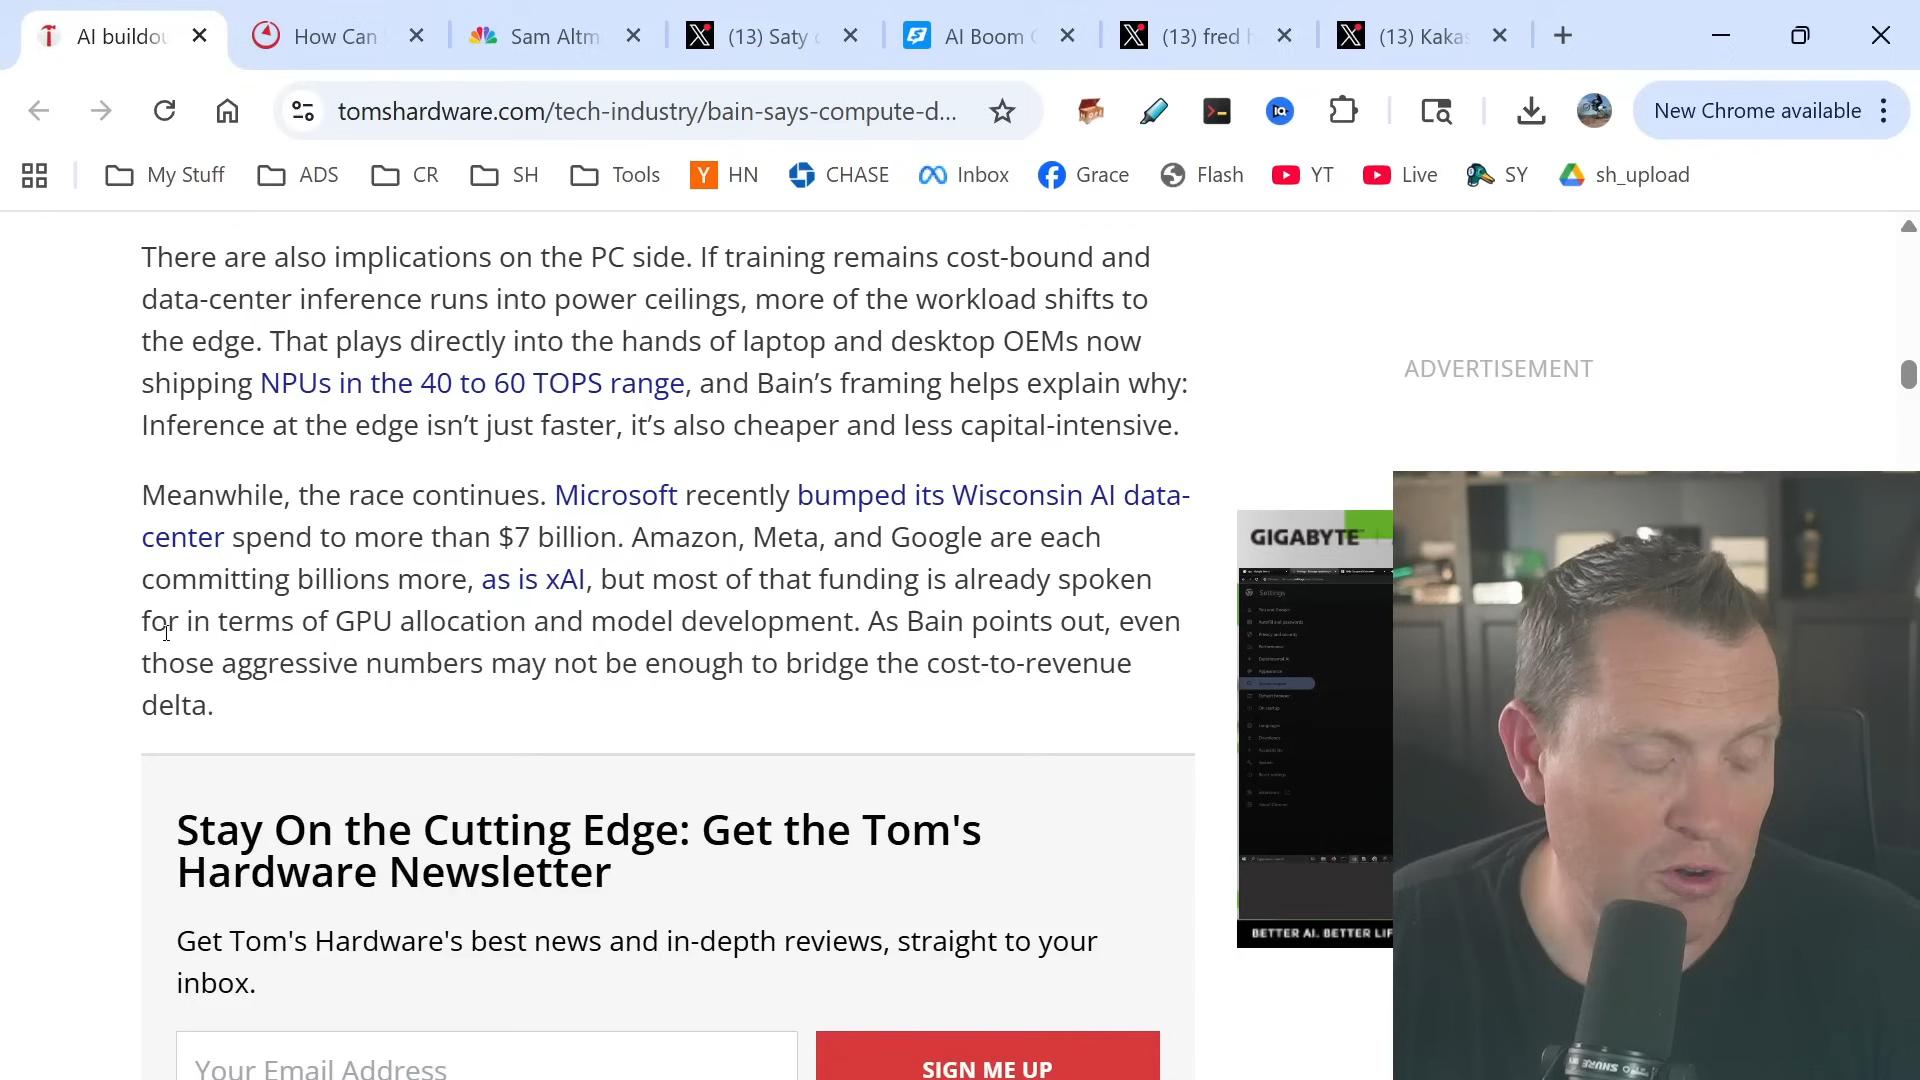 AI buildou
How Can
Sam Altm
(13) Saty
AI Boom
(13) fred h
(13) Kakas
tomshardware.com/tech-industry/bain-says-compute-d...
New Chrome available
My Stuff
ADS
CR
SH
Tools
HN
CHASE
Inbox
Grace
Flash
YT
Live
SY
sh_upload
There are also implications on the PC side. If training remains cost-bound and
data-center inference runs into power ceilings, more of the workload shifts to
the edge. That plays directly into the hands of laptop and desktop OEMs now
shipping NPUs in the 40 to 60 TOPS range, and Bain’s framing helps explain why:
Inference at the edge isn’t just faster, it’s also cheaper and less capital-intensive.
Meanwhile, the race continues. Microsoft recently bumped its Wisconsin AI data-
center spend to more than $7 billion. Amazon, Meta, and Google are each
committing billions more, as is xAI, but most of that funding is already spoken
for in terms of GPU allocation and model development. As Bain points out, even
those aggressive numbers may not be enough to bridge the cost-to-revenue
delta.
Stay On the Cutting Edge: Get the Tom's
Hardware Newsletter
Get Tom's Hardware's best news and in-depth reviews, straight to your
inbox.
Your Email Address
SIGN ME UP
ADVERTISEMENT
GIGABYTE
Settings
BETTER AI. BETTER LIF
SHURE